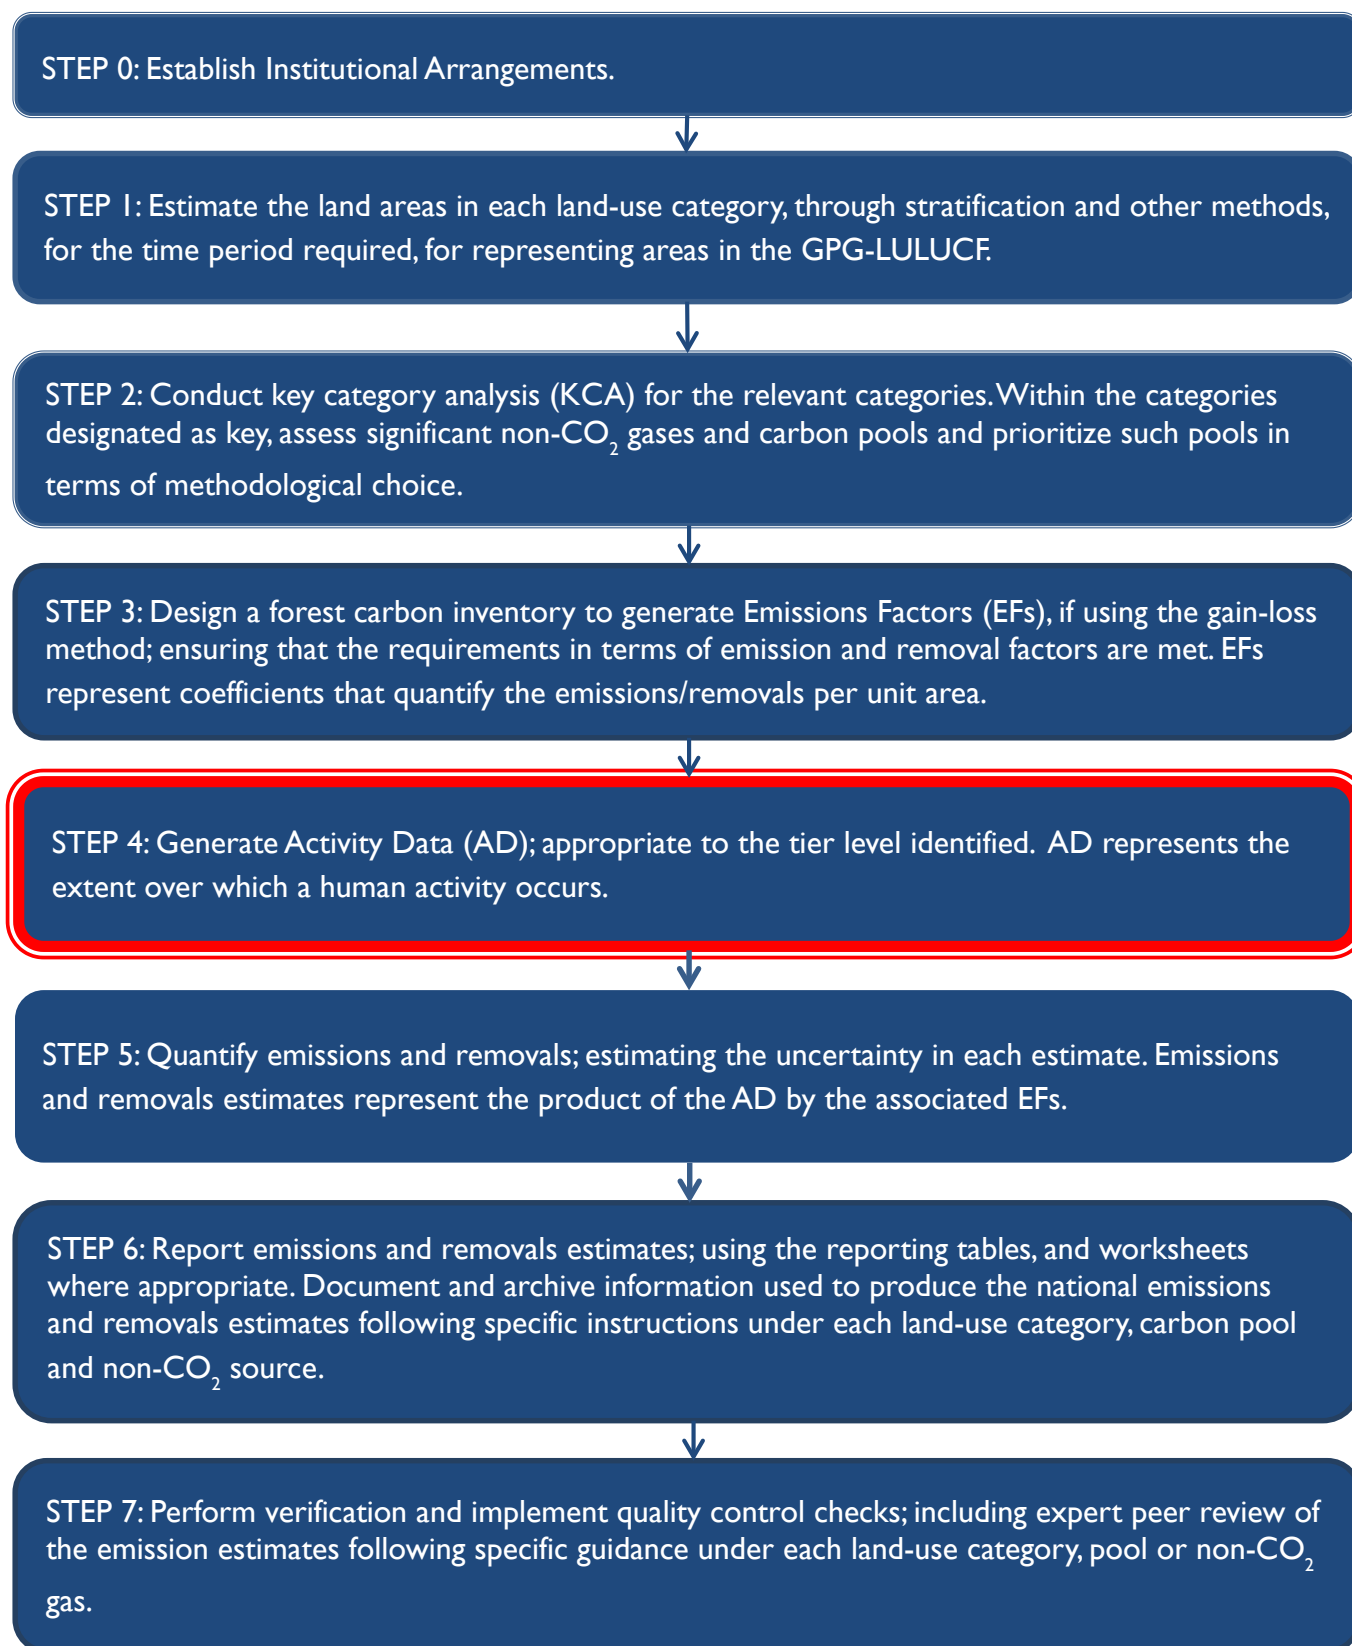 STEP 0: Establish Institutional Arrangements.
STEP 1: Estimate the land areas in each land-use category, through stratification and other methods,
for the time period required, for representing areas in the GPG-LULUCF.
STEP 2: Conduct key category analysis (KCA) for the relevant categories. Within the categories
designated as key, assess significant non-CO₂ gases and carbon pools and prioritize such pools in
terms of methodological choice.
STEP 3: Design a forest carbon inventory to generate Emissions Factors (EFs), if using the gain-loss
method; ensuring that the requirements in terms of emission and removal factors are met. EFs
represent coefficients that quantify the emissions/removals per unit area.
STEP 4: Generate Activity Data (AD); appropriate to the tier level identified. AD represents the
extent over which a human activity occurs.
STEP 5: Quantify emissions and removals; estimating the uncertainty in each estimate. Emissions
and removals estimates represent the product of the AD by the associated EFs.
STEP 6: Report emissions and removals estimates; using the reporting tables, and worksheets
where appropriate. Document and archive information used to produce the national emissions
and removals estimates following specific instructions under each land-use category, carbon pool
and non-CO₂ source.
STEP 7: Perform verification and implement quality control checks; including expert peer review of
the emission estimates following specific guidance under each land-use category, pool or non-CO₂
gas.